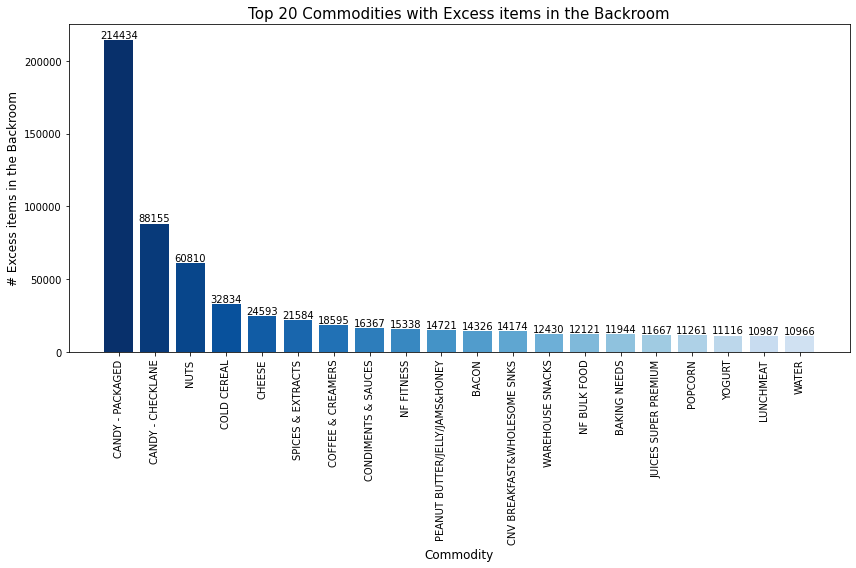 Top 20 Commodities with Excess items in the Backroom
# Excess items in the Backroom
200000
150000
100000
50000
0
214434
88155
60810
32834
24593
21584
18595
16367
15338
14721
14326
14174
12430
12121
11944
11667
11261
11116
10987
10966
CANDY - PACKAGED
CANDY - CHECKLANE
NUTS
COLD CEREAL
CHEESE
SPICES & EXTRACTS
COFFEE & CREAMERS
CONDIMENTS & SAUCES
NF FITNESS
PEANUT BUTTER/JELLY/JAMS&HONEY
BACON
CNV BREAKFAST&WHOLESOME SNKS
WAREHOUSE SNACKS
NF BULK FOOD
BAKING NEEDS
JUICES SUPER PREMIUM
POPCORN
YOGURT
LUNCHMEAT
WATER
Commodity